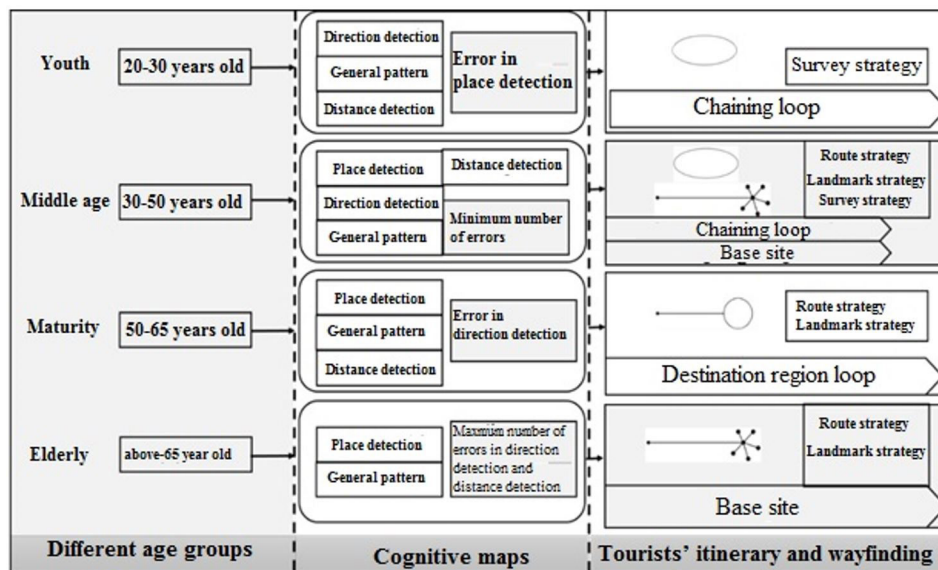 Youth
20-30 years old
Direction detection
General pattern
Distance detection
Error in
place detection
Survey strategy
Chaining loop
Middle age
30-50 years old
Place detection
Distance detection
Direction detection
General pattern
Minimum number
of errors
Route strategy
Landmark strategy
Survey strategy
Chaining loop
Base site
Maturity
50-65 years old
Place detection
General pattern
Distance detection
Error in
direction detection
Route strategy
Landmark strategy
Destination region loop
Elderly
above-65 year old
Place detection
General pattern
Maxmum number of
errors in direction
detection and
distance detection
Route strategy
Landmark strategy
Base site
Different age groups
Cognitive maps
Tourists' itinerary and wayfinding